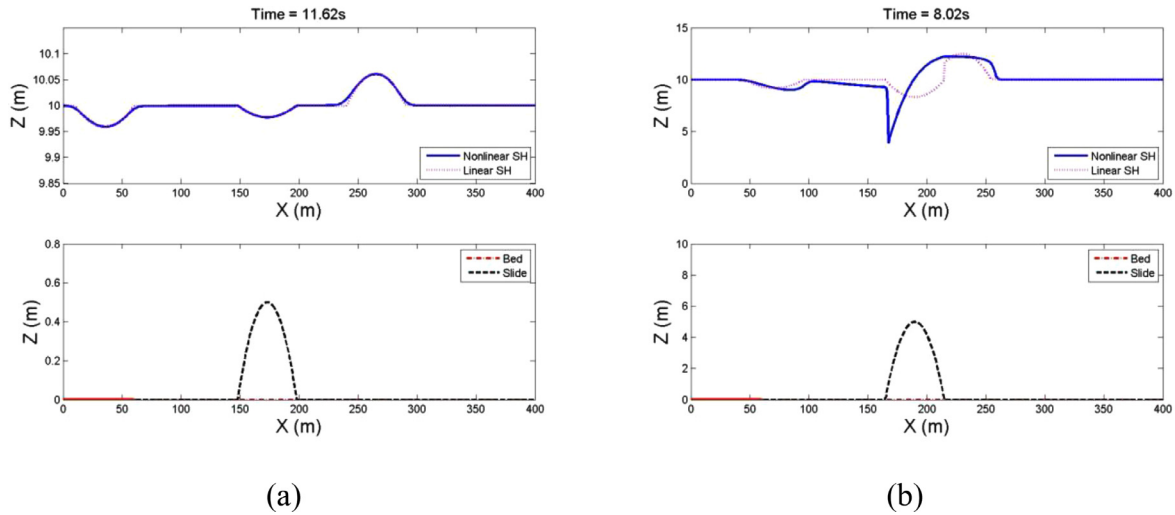 Time = 11.62s
Z (m)
10.1
10.05
10
9.95
9.9
9.85
Nonlinear SH
Linear SH
0 50 100 150 200 250 300 350 400
X (m)
Z (m)
0.8
0.6
0.4
0.2
0
Bed
Slide
0 50 100 150 200 250 300 350 400
X (m)
(a)
Time = 8.02s
Z (m)
15
10
5
0
Nonlinear SH
Linear SH
0 50 100 150 200 250 300 350 400
X (m)
Z (m)
10
8
6
4
2
0
Bed
Slide
0 50 100 150 200 250 300 350 400
X (m)
(b)